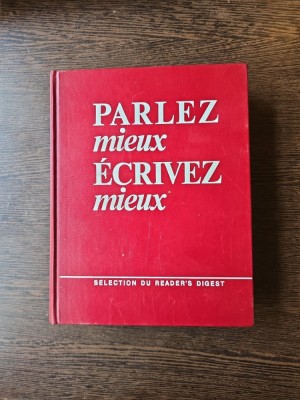 PARLEZ
mieux
ÉCRIVEZ
mieux
SÉLECTION DU READER'S DIGEST